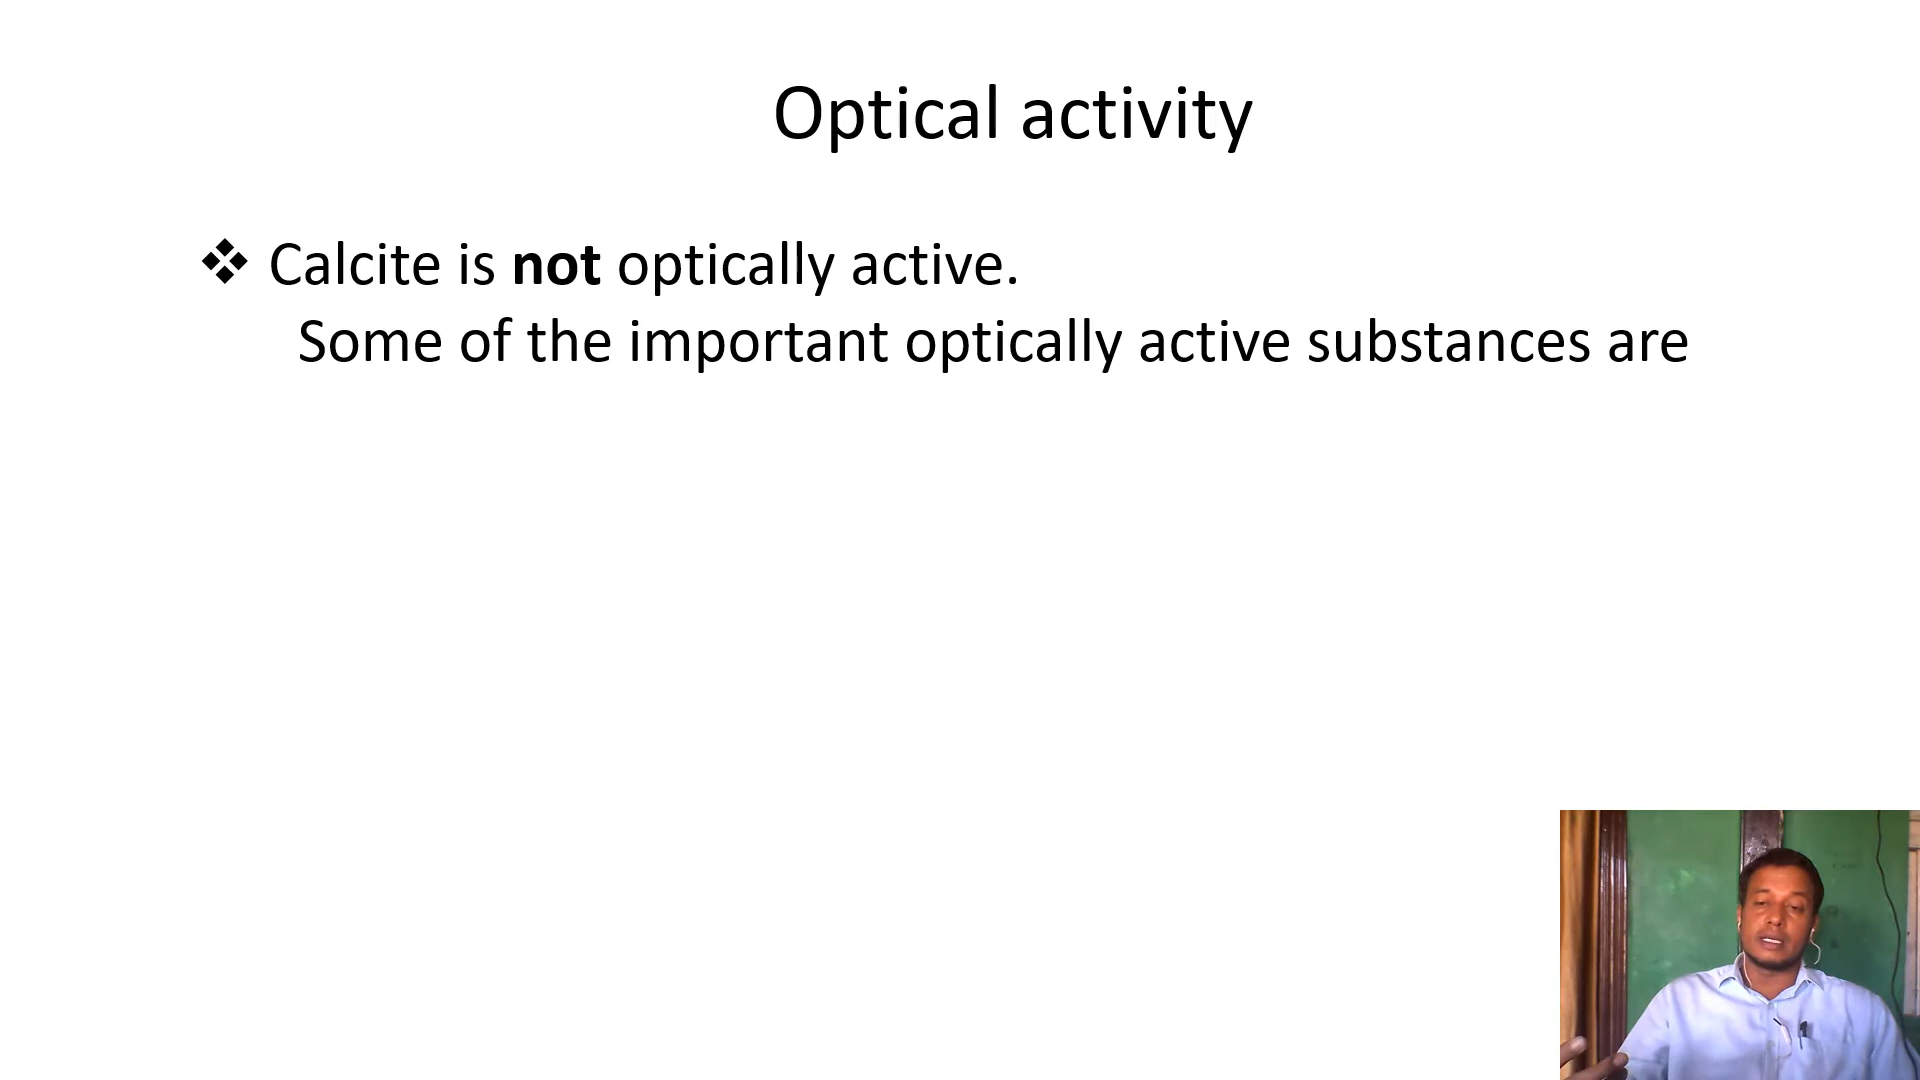 Optical activity
❖ Calcite is not optically active.
Some of the important optically active substances are